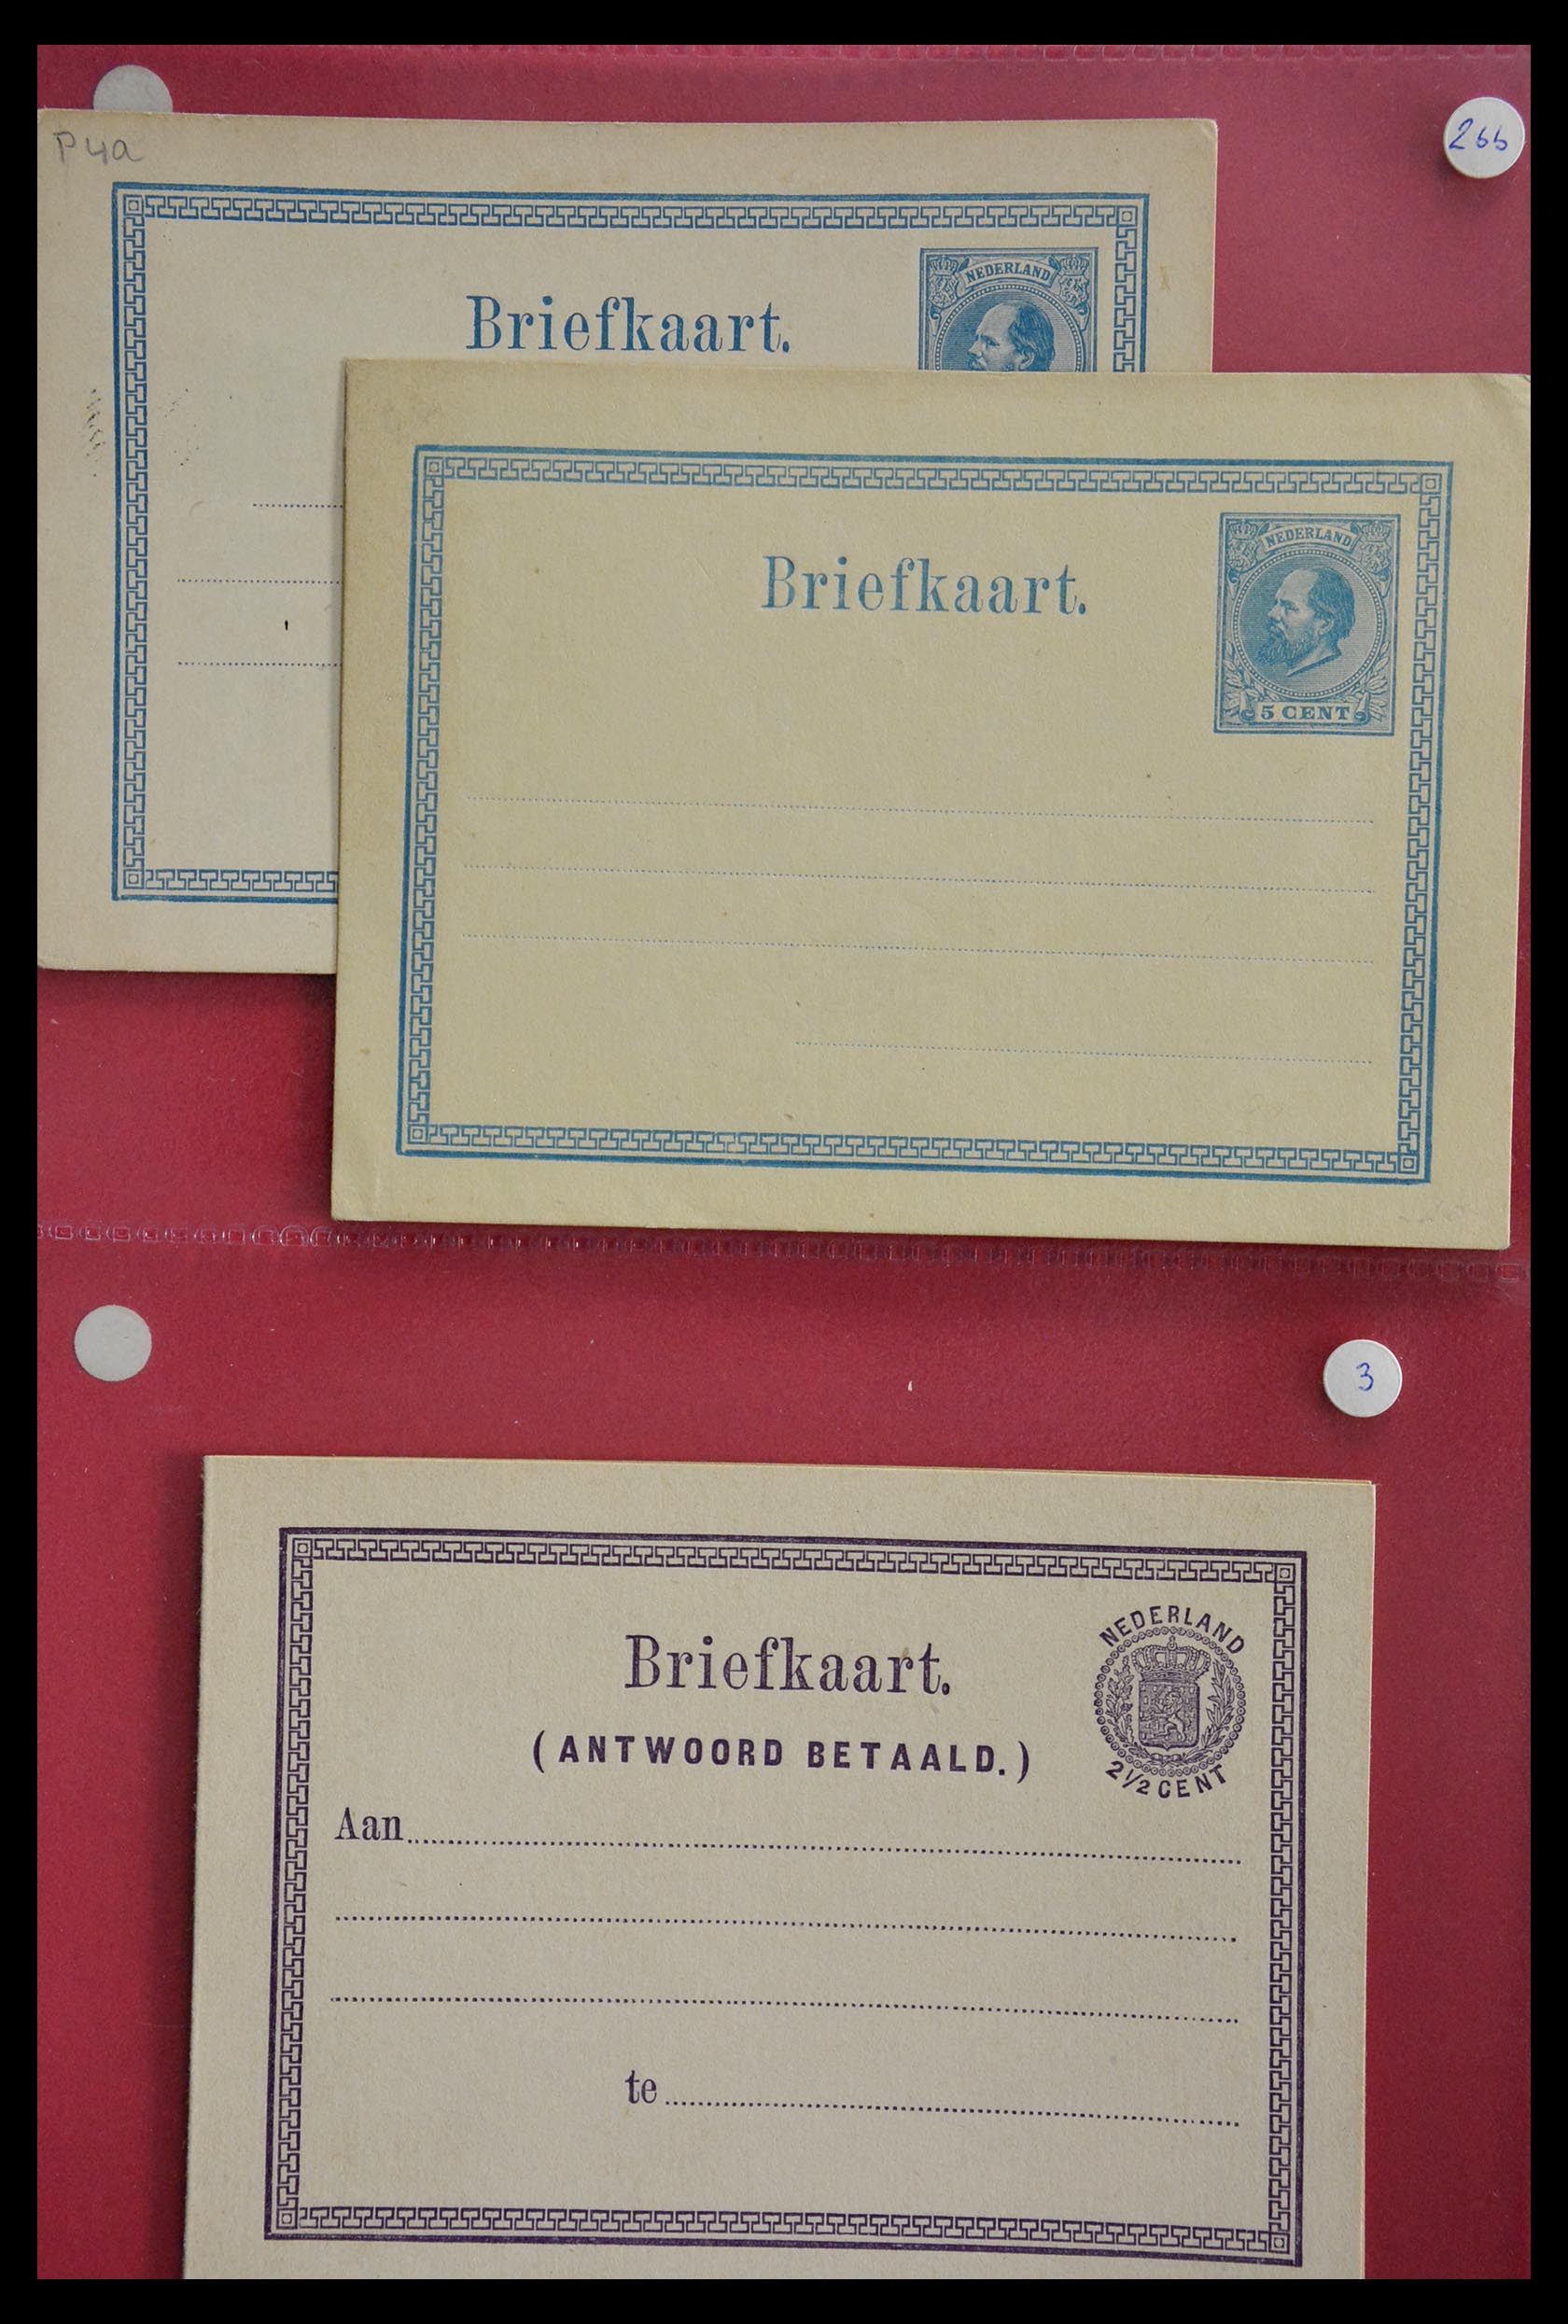 P4a
266
NEDERLAND
Briefkaart.
NEDERLAND
Briefkaart.
5 CENT
3
NEDERLAND
Briefkaart.
(ANTWOORD BETAALD.)
2½ CENT
Aan
te